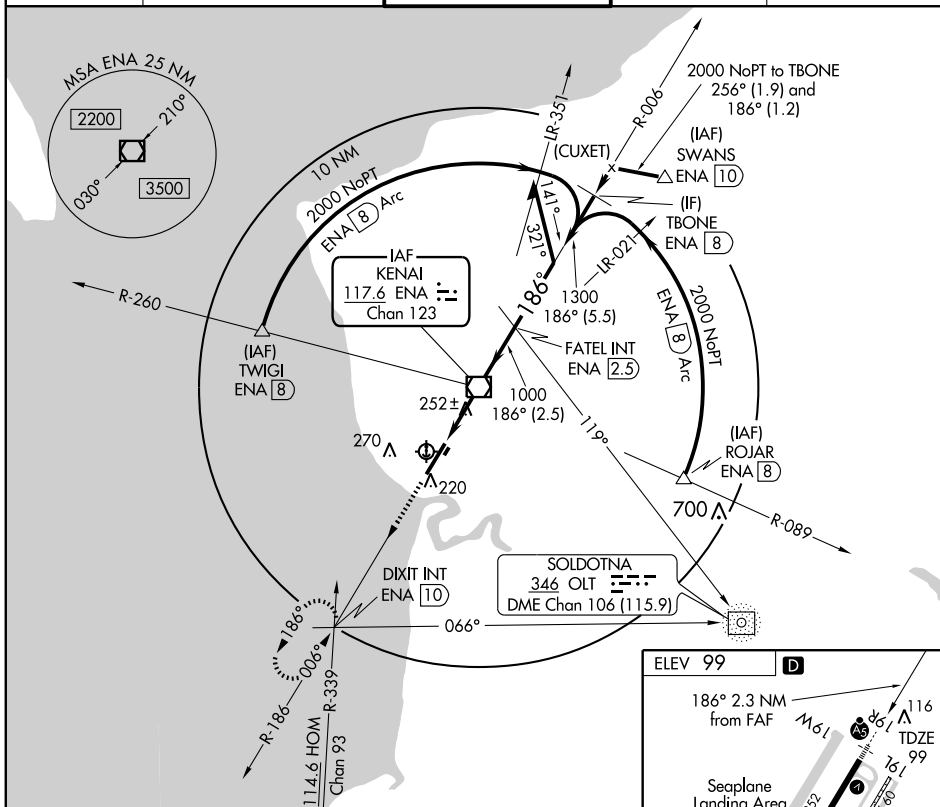 MSA ENA 25 NM
2200
210°
030°
3500
10 NM
2000 NoPT
ENA 8 Arc
LR-351
R-006
2000 NoPT to TBONE
256° (1.9) and
186° (1.2)
(CUXET)
x
(IAF)
SWANS
ENA 10
(IF)
TBONE
ENA 8
141°
321°
LR-021
186°
1300
186° (5.5)
2000 NoPT
ENA 8 Arc
IAF
KENAI
117.6 ENA
Chan 123
R-260
(IAF)
TWIGI
ENA 8
FATEL INT
ENA 2.5
1000
186° (2.5)
252±
119°
270
220
(IAF)
ROJAR
ENA 8
700
R-089
DIXIT INT
ENA 10
SOLDOTNA
346 OLT
DME Chan 106 (115.9)
066°
186°
006°
R-186
R-339
114.6 HOM
Chan 93
ELEV 99
D
186° 2.3 NM
from FAF
19W
19R
A5
116
TDZE
99
19L
Seaplane
Landing Area
60